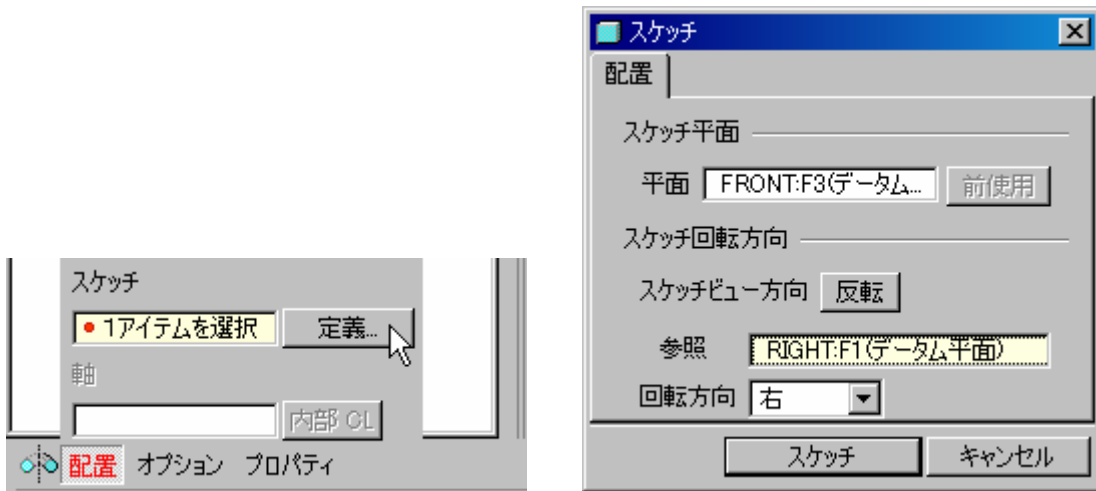 スケッチ
1アイテムを選択 定義...
軸
内部 CL
配置 オプション プロパティ
スケッチ
配置
スケッチ平面
平面 FRONT:F3(データム... 前使用
スケッチ回転方向
スケッチビュー方向 反転
参照 RIGHT:F1(データム平面)
回転方向 右
スケッチ キャンセル